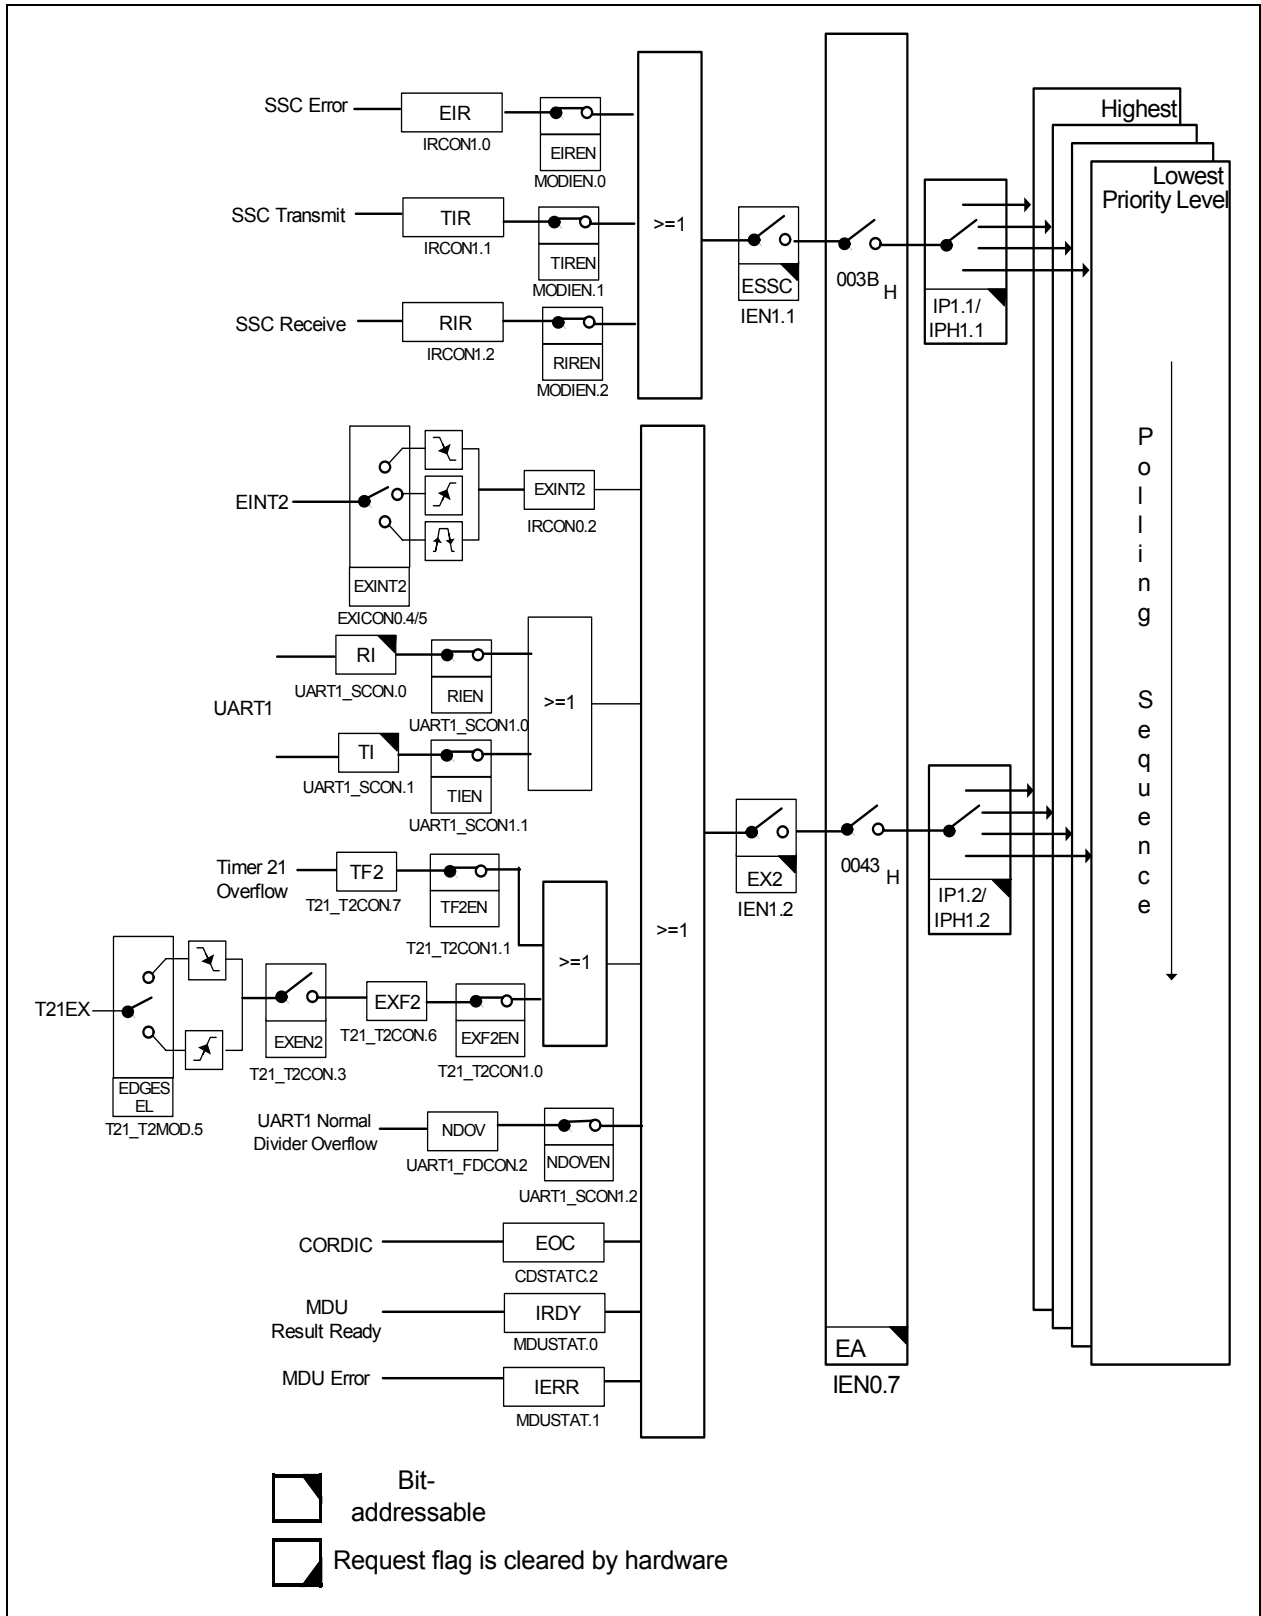 SSC Error
EIR
IRCON1.0
EIREN
MODIEN.0
SSC Transmit
TIR
IRCON1.1
TIREN
MODIEN.1
SSC Receive
RIR
IRCON1.2
RIREN
MODIEN.2
>=1
ESSC
IEN1.1
003B H
IP1.1/
IPH1.1
Highest
Lowest
Priority Level
Polling Sequence
EINT2
EXINT2
EXICON0.4/5
EXINT2
IRCON0.2
UART1
RI
UART1_SCON.0
RIEN
UART1_SCON1.0
TI
UART1_SCON.1
TIEN
UART1_SCON1.1
>=1
Timer 21
Overflow
TF2
T21_T2CON.7
TF2EN
T21_T2CON1.1
T21EX
EDGES
EL
T21_T2MOD.5
EXEN2
T21_T2CON.3
EXF2
T21_T2CON.6
EXF2EN
T21_T2CON1.0
>=1
UART1 Normal
Divider Overflow
NDOV
UART1_FDCON.2
NDOVEN
UART1_SCON1.2
CORDIC
EOC
CDSTATC.2
MDU
Result Ready
IRDY
MDUSTAT.0
MDU Error
IERR
MDUSTAT.1
>=1
EX2
IEN1.2
0043 H
IP1.2/
IPH1.2
EA
IEN0.7
Bit-
addressable
Request flag is cleared by hardware